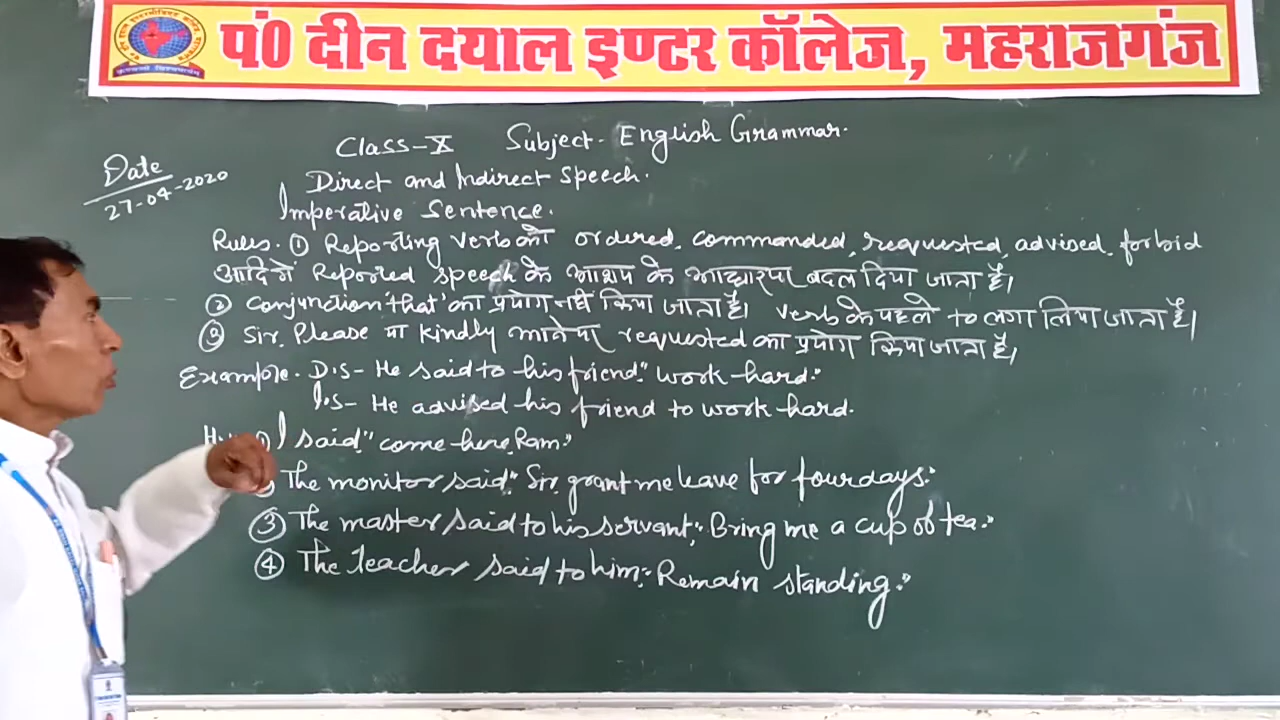 पं0 दीन दयाल इण्टर कॉलेज, महराजगंज
Class-X Subject- English Grammar.
Date
27-04-2020
Direct and Indirect Speech.
Imperative Sentence.
Rules. ① Reporting verb को ordered, commanded, requested, advised, forbid
आदि में Reported speech के आशय के आधार पर बदल दिया जाता है।
② Conjunction 'that' का प्रयोग नहीं किया जाता है। verb के पहले to लगा लिया जाता है।
③ Sir, Please या kindly आने पर requested का प्रयोग किया जाता है।
Example. D.S- He said to his friend," work hard."
I.S- He advised his friend to work hard.
I said," come here, Ram."
The monitor said," Sir, grant me leave for four days."
③ The master said to his servant," Bring me a cup of tea."
④ The teacher said to him," Remain standing."